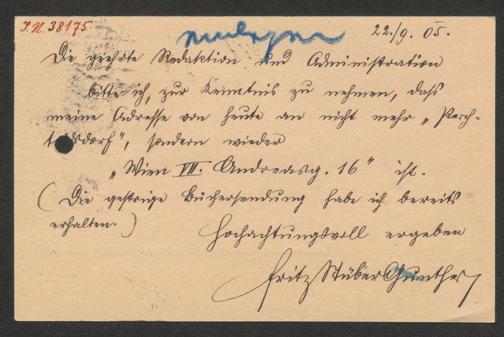 I.N. 38175
22./9. 05.
Die geehrte Redaktion und Administration
bitte ich, zur Kenntnis zu nehmen, dass
meine Adresse von heute an nicht mehr „Perch-
toldsdorf", sondern wieder
„Wien VII. Andreasg. 16" ist.
(Die gestrige Büchersendung habe ich bereits
erhalten.)
Hochachtungsvoll ergeben
Fritz Stüber Gunther